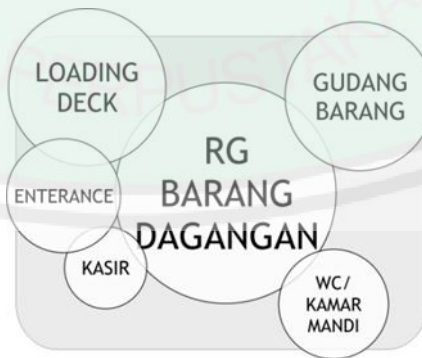 LOADING
DECK
GUDANG
BARANG
RG
BARANG
DAGANGAN
ENTERANCE
KASIR
WC/
KAMAR
MANDI